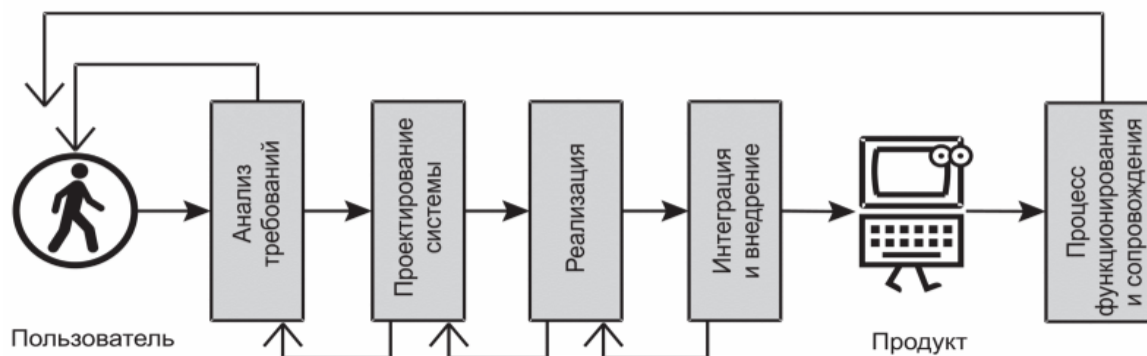 Анализ
требований
Проектирование
системы
Реализация
Интеграция
и внедрение
Процесс
функционирования
и сопровождения
Пользователь
Продукт